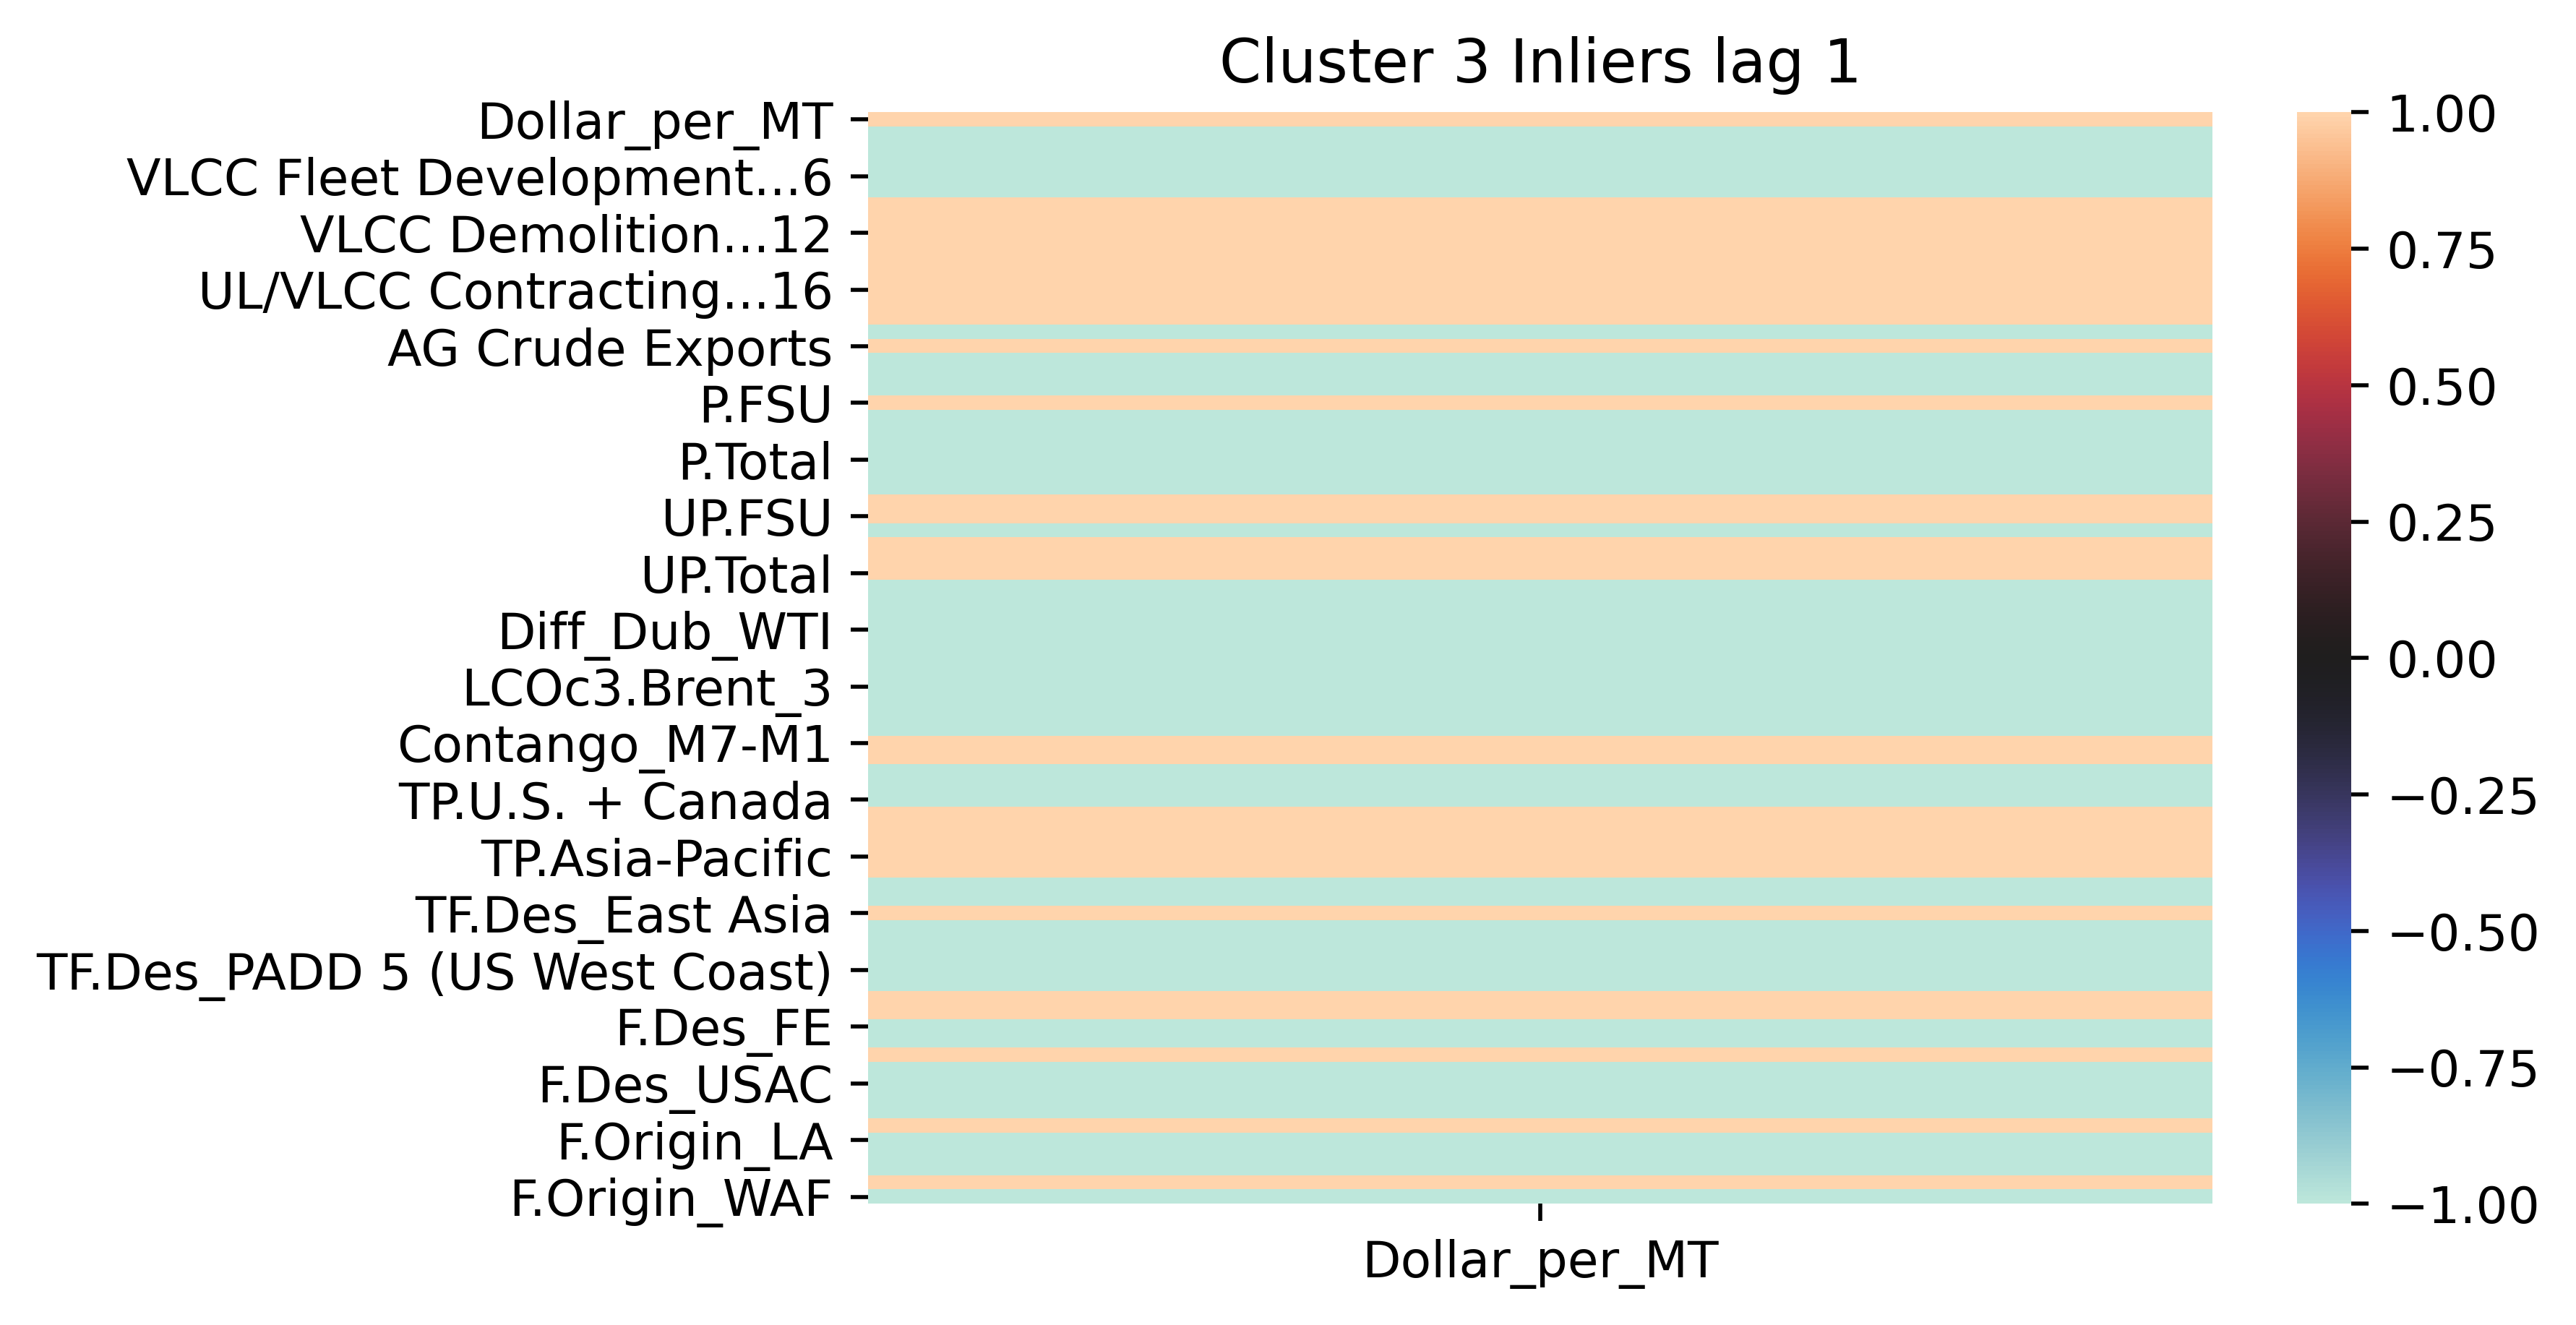 Cluster 3 Inliers lag 1
Dollar_per_MT
VLCC Fleet Development...6
VLCC Demolition...12
UL/VLCC Contracting...16
AG Crude Exports
P.FSU
P.Total
UP.FSU
UP.Total
Diff_Dub_WTI
LCOc3.Brent_3
Contango_M7-M1
TP.U.S. + Canada
TP.Asia-Pacific
TF.Des_East Asia
TF.Des_PADD 5 (US West Coast)
F.Des_FE
F.Des_USAC
F.Origin_LA
F.Origin_WAF
Dollar_per_MT
1.00
0.75
0.50
0.25
0.00
−0.25
−0.50
−0.75
−1.00